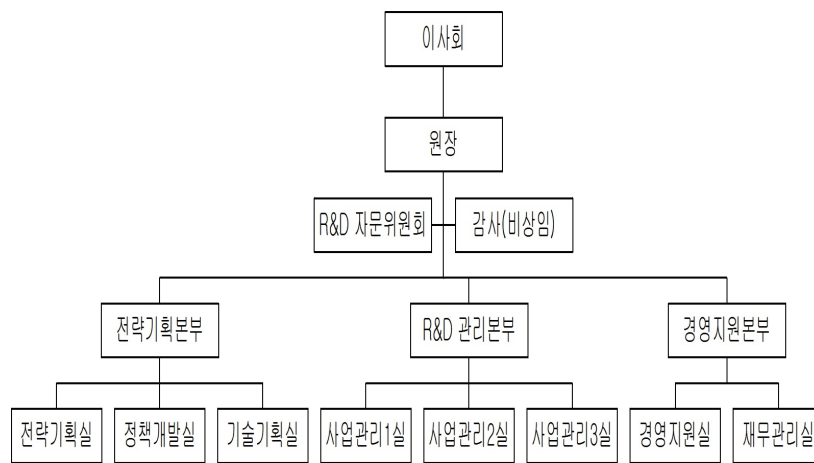 이사회
원장
R&D 자문위원회
감사(비상임)
전략기획본부
R&D 관리본부
경영지원본부
전략기획실
정책개발실
기술기획실
사업관리1실
사업관리2실
사업관리3실
경영지원실
재무관리실